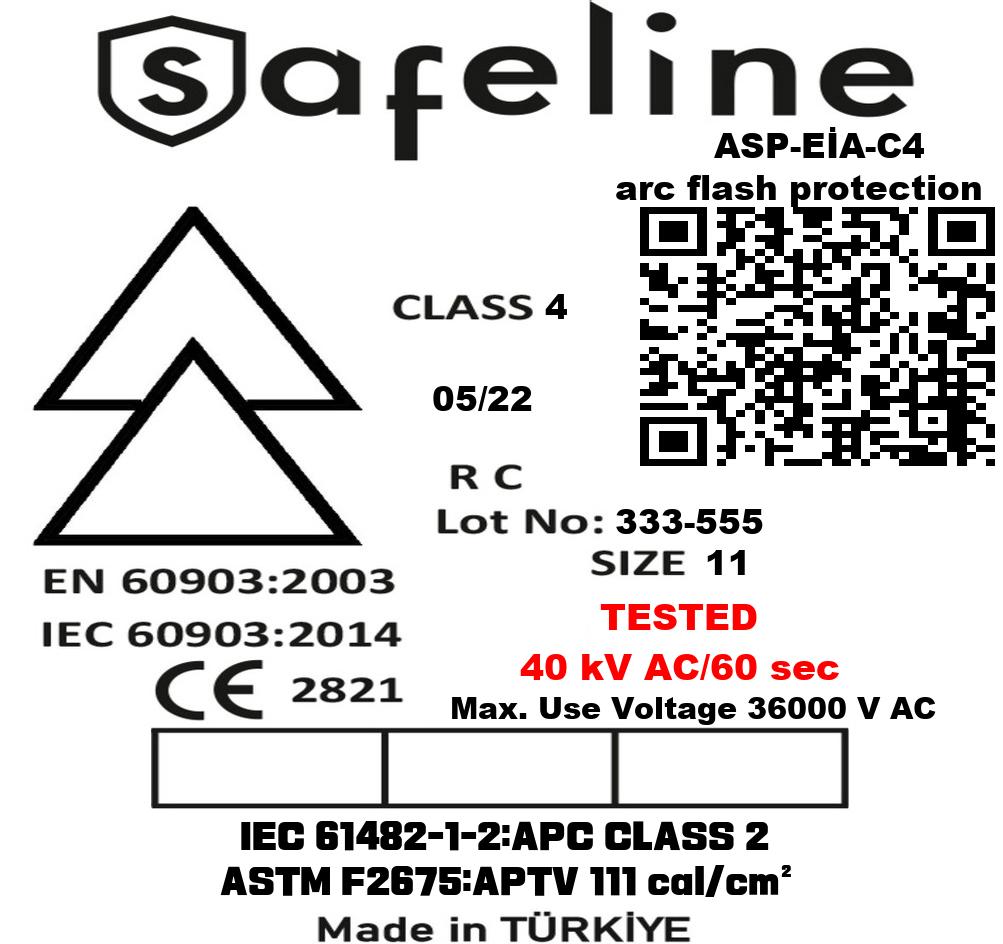 safeline
ASP-EİA-C4
arc flash protection
CLASS 4
05/22
R C
Lot No: 333-555
SIZE 11
EN 60903:2003
IEC 60903:2014
CE 2821
TESTED
40 kV AC/60 sec
Max. Use Voltage 36000 V AC
IEC 61482-1-2:APC CLASS 2
ASTM F2675:APTV 111 cal/cm²
Made in TÜRKİYE